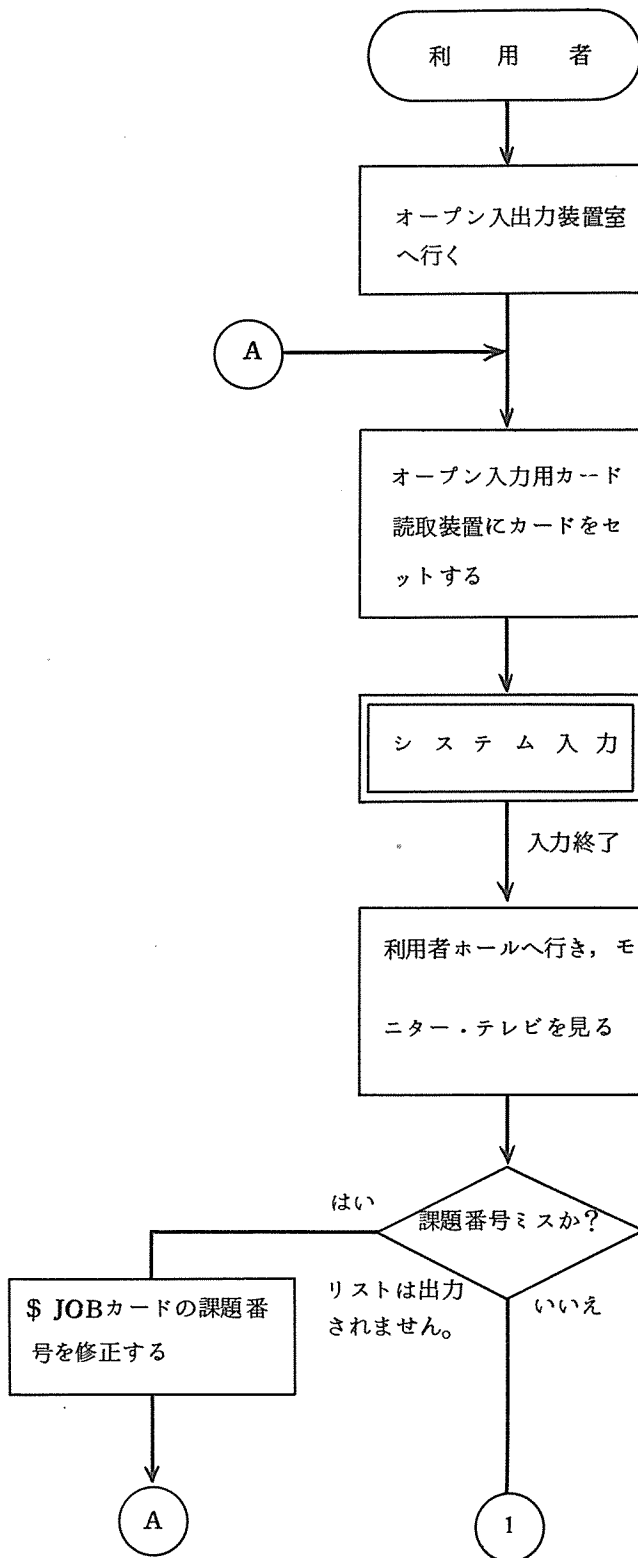 利用者
オープン入出力装置室
へ行く
A
オープン入力用カード
読取装置にカードをセ
ットする
システム入力
入力終了
利用者ホールへ行き，モ
ニター・テレビを見る
はい
課題番号ミスか？
リストは出力
されません。
いいえ
$ JOBカードの課題番
号を修正する
A
1